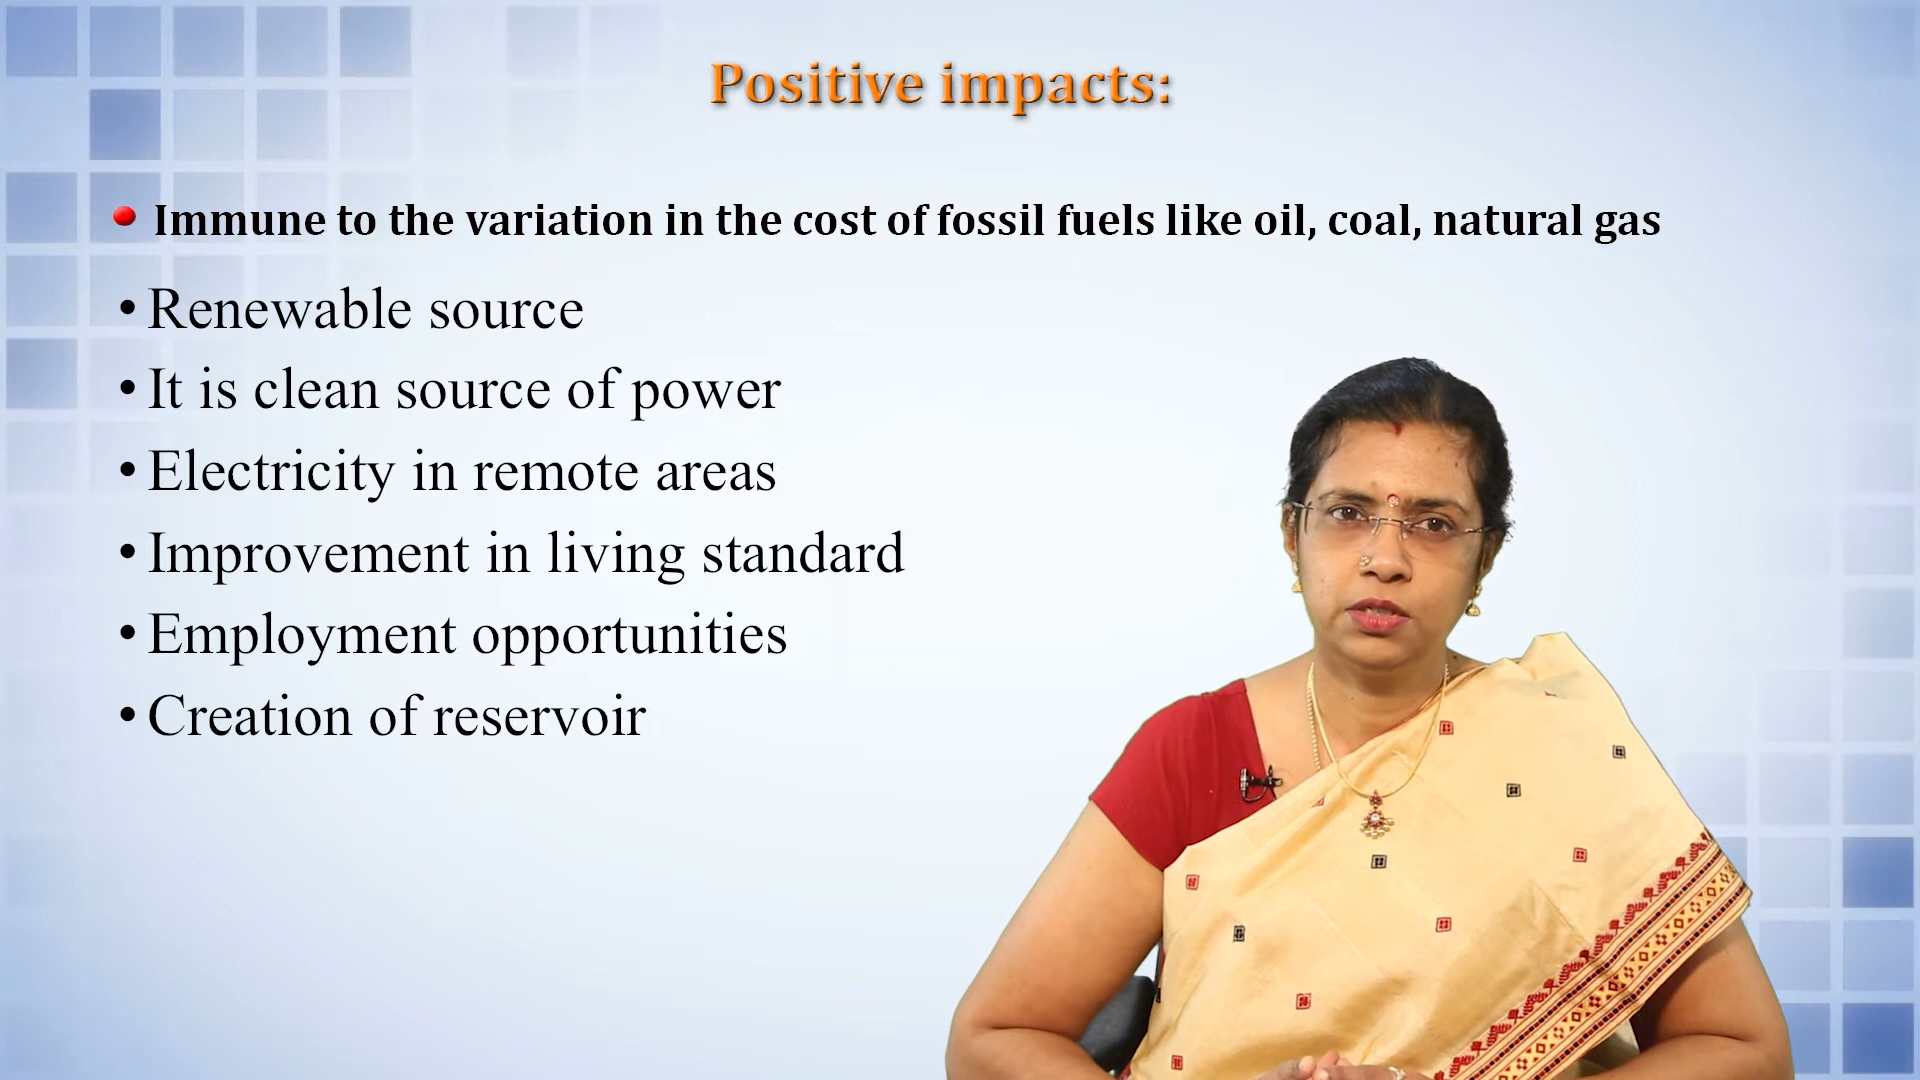 Positive impacts:
Immune to the variation in the cost of fossil fuels like oil, coal, natural gas
• Renewable source
• It is clean source of power
• Electricity in remote areas
• Improvement in living standard
• Employment opportunities
• Creation of reservoir